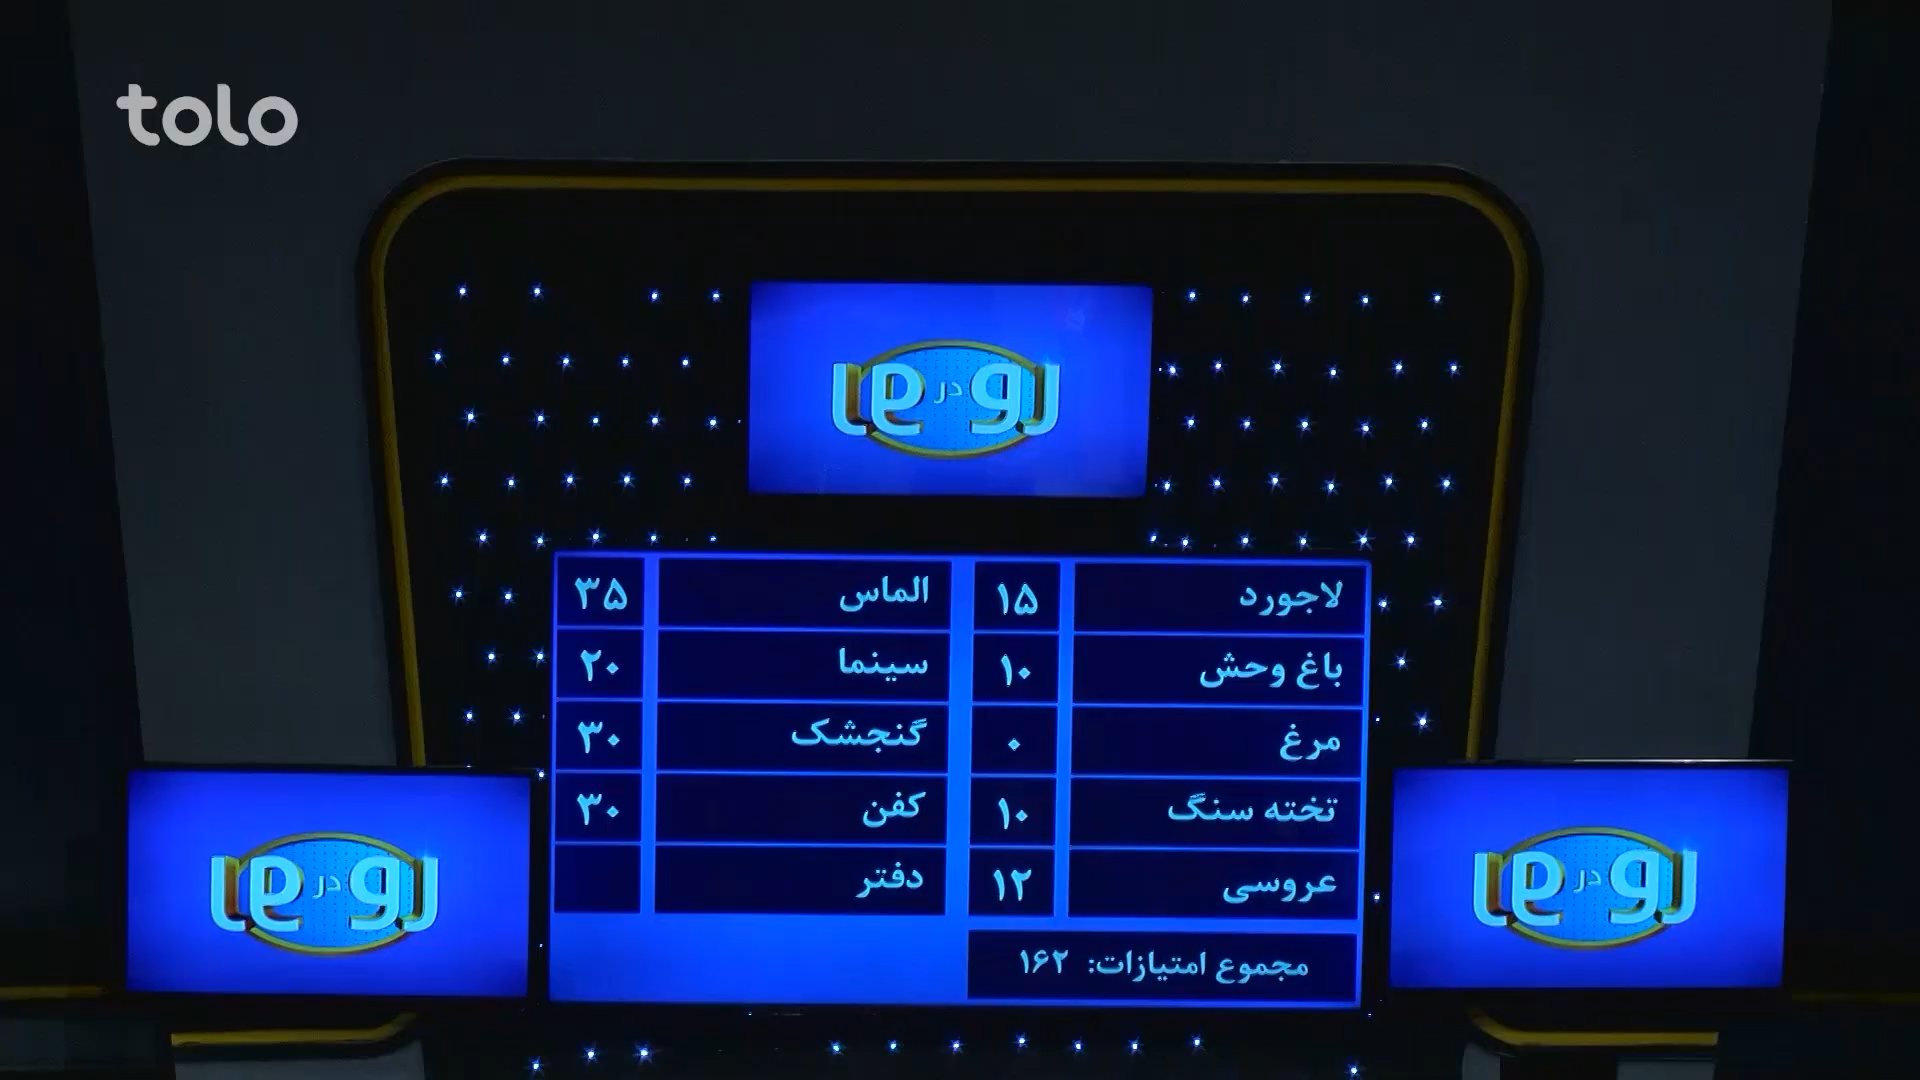 tolo
رو در رو
لاجورد ۱۵
باغ وحش ۱۰
مرغ ۰
تخته سنگ ۱۰
عروسی ۱۲
الماس ۳۵
سینما ۲۰
گنجشک ۳۰
کفن ۳۰
دفتر
مجموع امتیازات: ۱۶۲
رو در رو
رو در رو